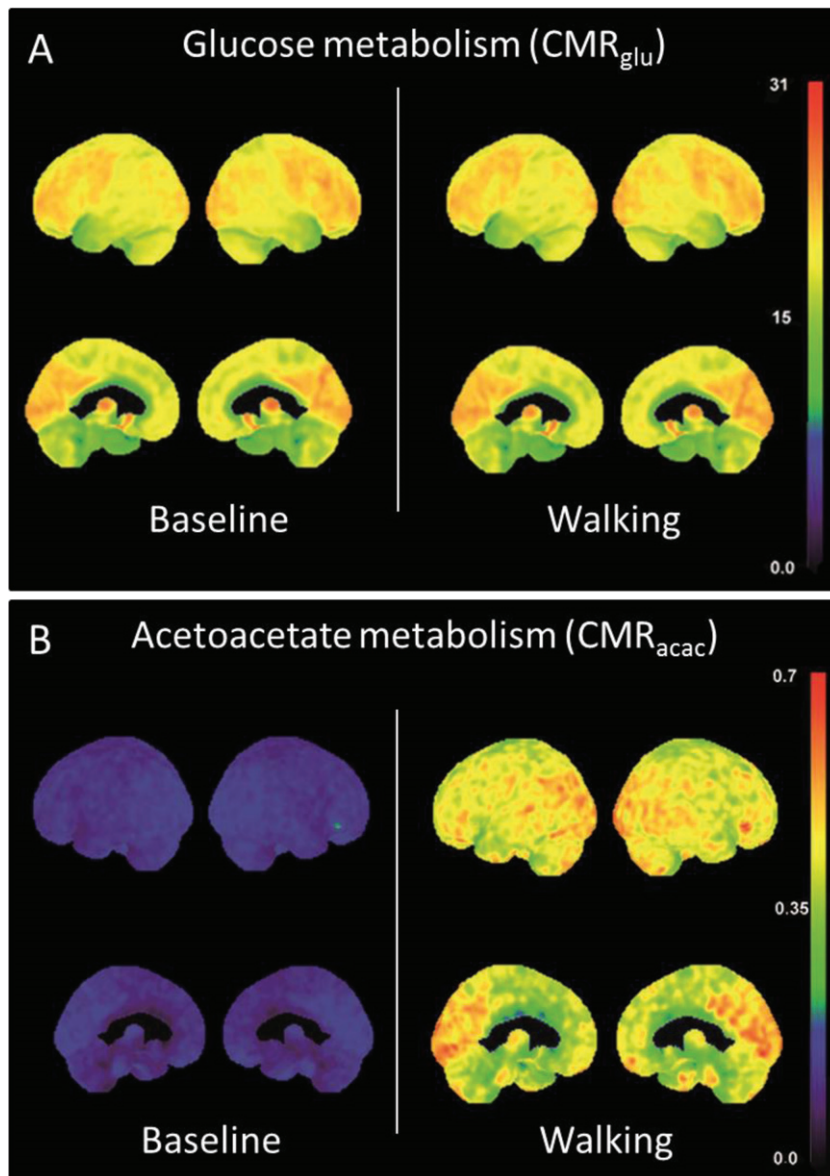 A
Glucose metabolism (CMRglu)
31
15
Baseline
Walking
0.0
B
Acetoacetate metabolism (CMRacac)
0.7
0.35
Baseline
Walking
0.0